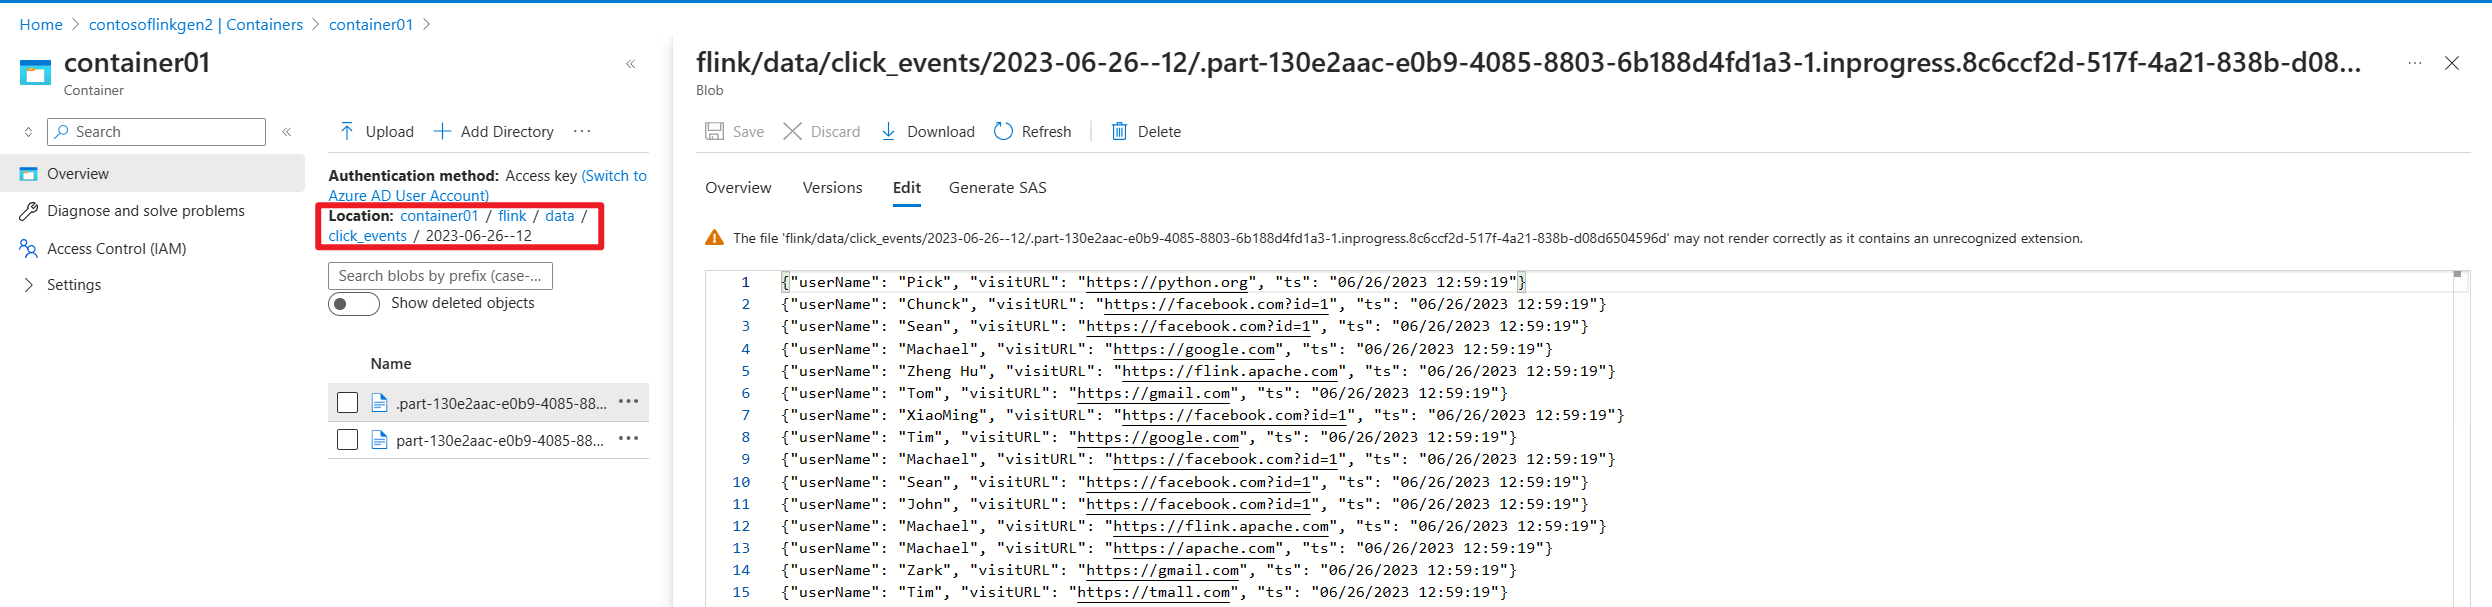 Home > contosoflinkgen2 | Containers > container01 >
container01
Container
Search
Overview
Diagnose and solve problems
Access Control (IAM)
Settings
Upload
Add Directory
Authentication method: Access key (Switch to
Azure AD User Account)
Location: container01 / flink / data /
click_events / 2023-06-26--12
Search blobs by prefix (case-...
Show deleted objects
Name
.part-130e2aac-e0b9-4085-88...
part-130e2aac-e0b9-4085-88...
flink/data/click_events/2023-06-26--12/.part-130e2aac-e0b9-4085-8803-6b188d4fd1a3-1.inprogress.8c6ccf2d-517f-4a21-838b-d08...
Blob
Save
Discard
Download
Refresh
Delete
Overview
Versions
Edit
Generate SAS
The file 'flink/data/click_events/2023-06-26--12/.part-130e2aac-e0b9-4085-8803-6b188d4fd1a3-1.inprogress.8c6ccf2d-517f-4a21-838b-d08d6504596d' may not render correctly as it contains an unrecognized extension.
1 {"userName": "Pick", "visitURL": "https://python.org", "ts": "06/26/2023 12:59:19"}
2 {"userName": "Chunck", "visitURL": "https://facebook.com?id=1", "ts": "06/26/2023 12:59:19"}
3 {"userName": "Sean", "visitURL": "https://facebook.com?id=1", "ts": "06/26/2023 12:59:19"}
4 {"userName": "Machael", "visitURL": "https://google.com", "ts": "06/26/2023 12:59:19"}
5 {"userName": "Zheng Hu", "visitURL": "https://flink.apache.com", "ts": "06/26/2023 12:59:19"}
6 {"userName": "Tom", "visitURL": "https://gmail.com", "ts": "06/26/2023 12:59:19"}
7 {"userName": "XiaoMing", "visitURL": "https://facebook.com?id=1", "ts": "06/26/2023 12:59:19"}
8 {"userName": "Tim", "visitURL": "https://google.com", "ts": "06/26/2023 12:59:19"}
9 {"userName": "Machael", "visitURL": "https://facebook.com?id=1", "ts": "06/26/2023 12:59:19"}
10 {"userName": "Sean", "visitURL": "https://facebook.com?id=1", "ts": "06/26/2023 12:59:19"}
11 {"userName": "John", "visitURL": "https://facebook.com?id=1", "ts": "06/26/2023 12:59:19"}
12 {"userName": "Machael", "visitURL": "https://flink.apache.com", "ts": "06/26/2023 12:59:19"}
13 {"userName": "Machael", "visitURL": "https://apache.com", "ts": "06/26/2023 12:59:19"}
14 {"userName": "Zark", "visitURL": "https://gmail.com", "ts": "06/26/2023 12:59:19"}
15 {"userName": "Tim", "visitURL": "https://tmall.com", "ts": "06/26/2023 12:59:19"}